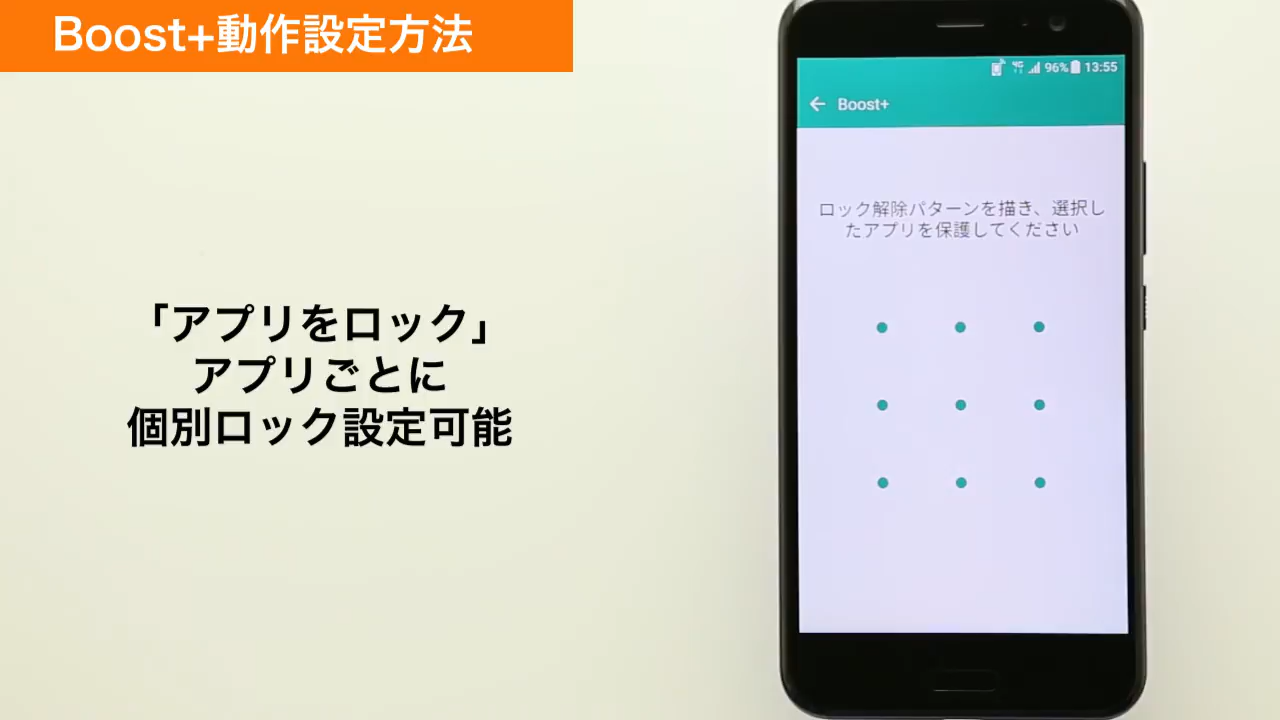 Boost+動作設定方法
4G 96% 13:55
Boost+
ロック解除パターンを描き、選択し
たアプリを保護してください
「アプリをロック」
アプリごとに
個別ロック設定可能